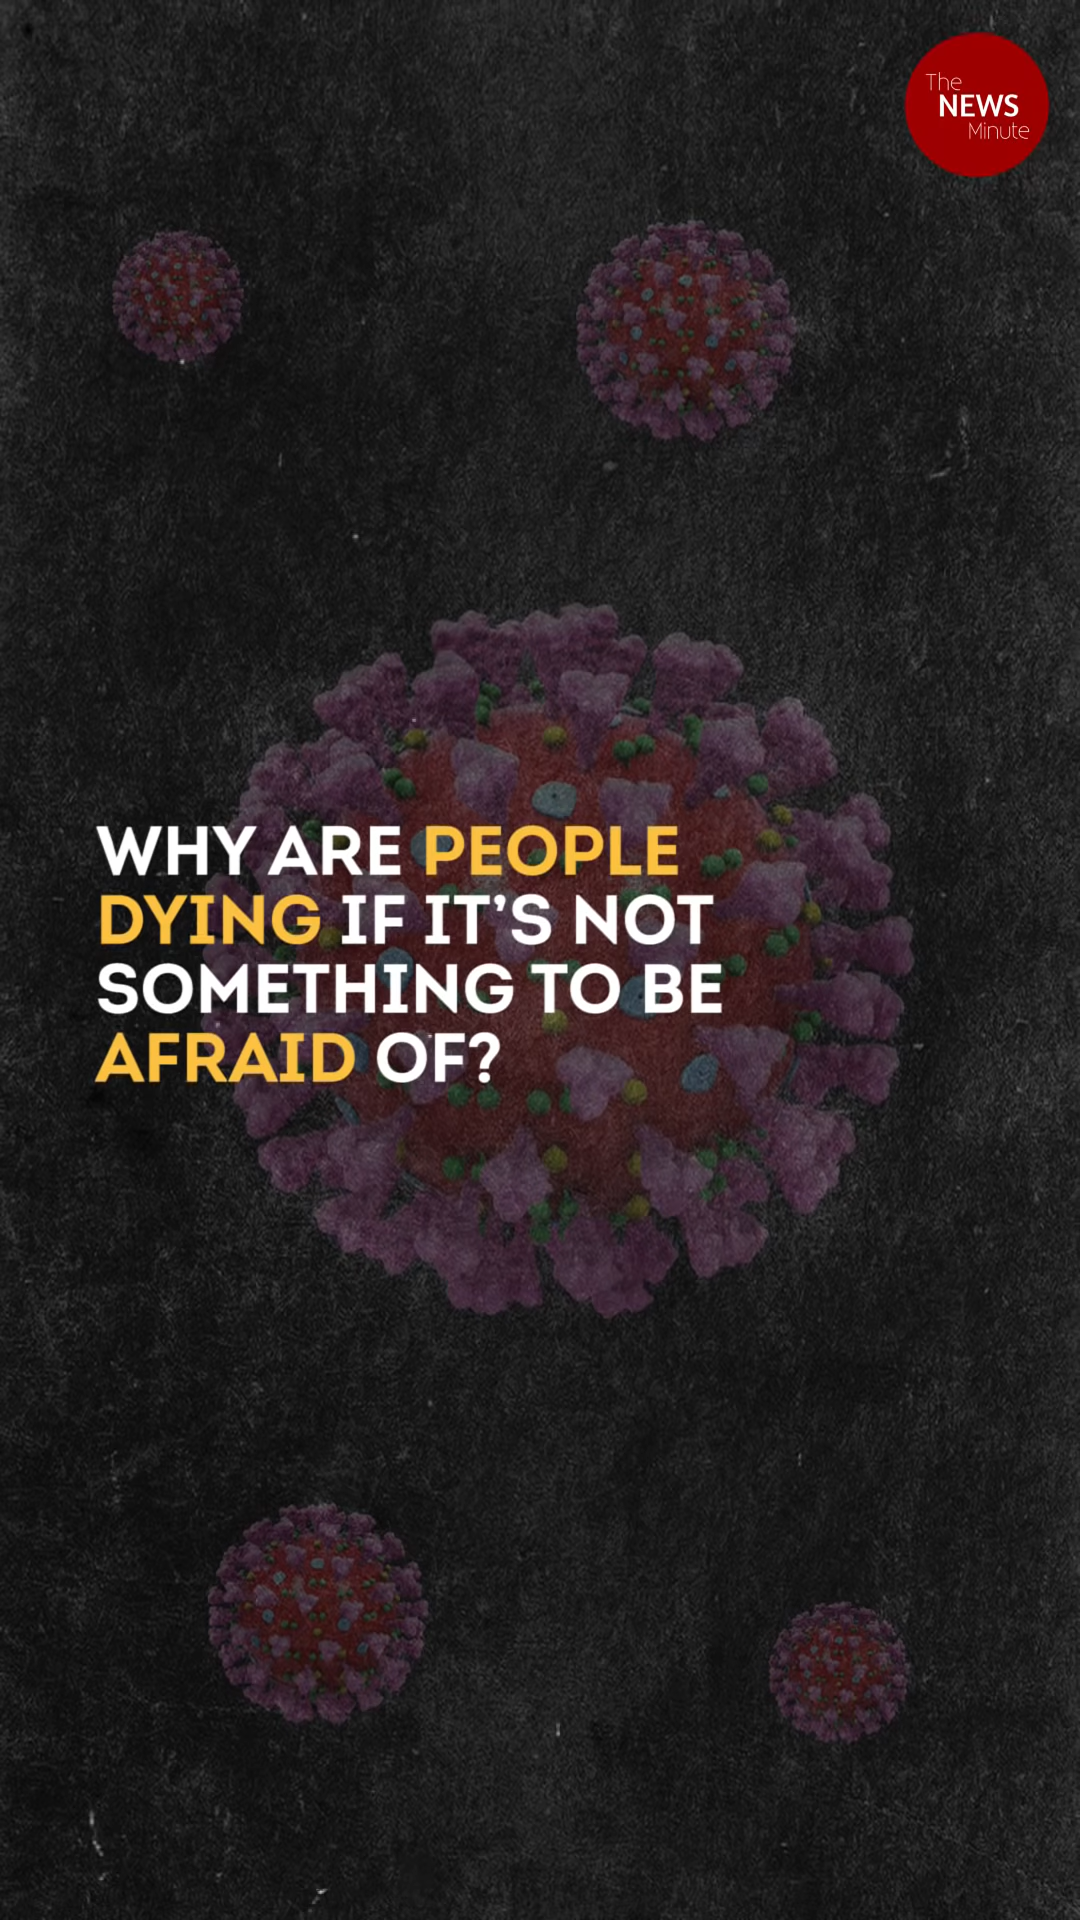 The
NEWS
Minute
WHY ARE PEOPLE
DYING IF IT'S NOT
SOMETHING TO BE
AFRAID OF?